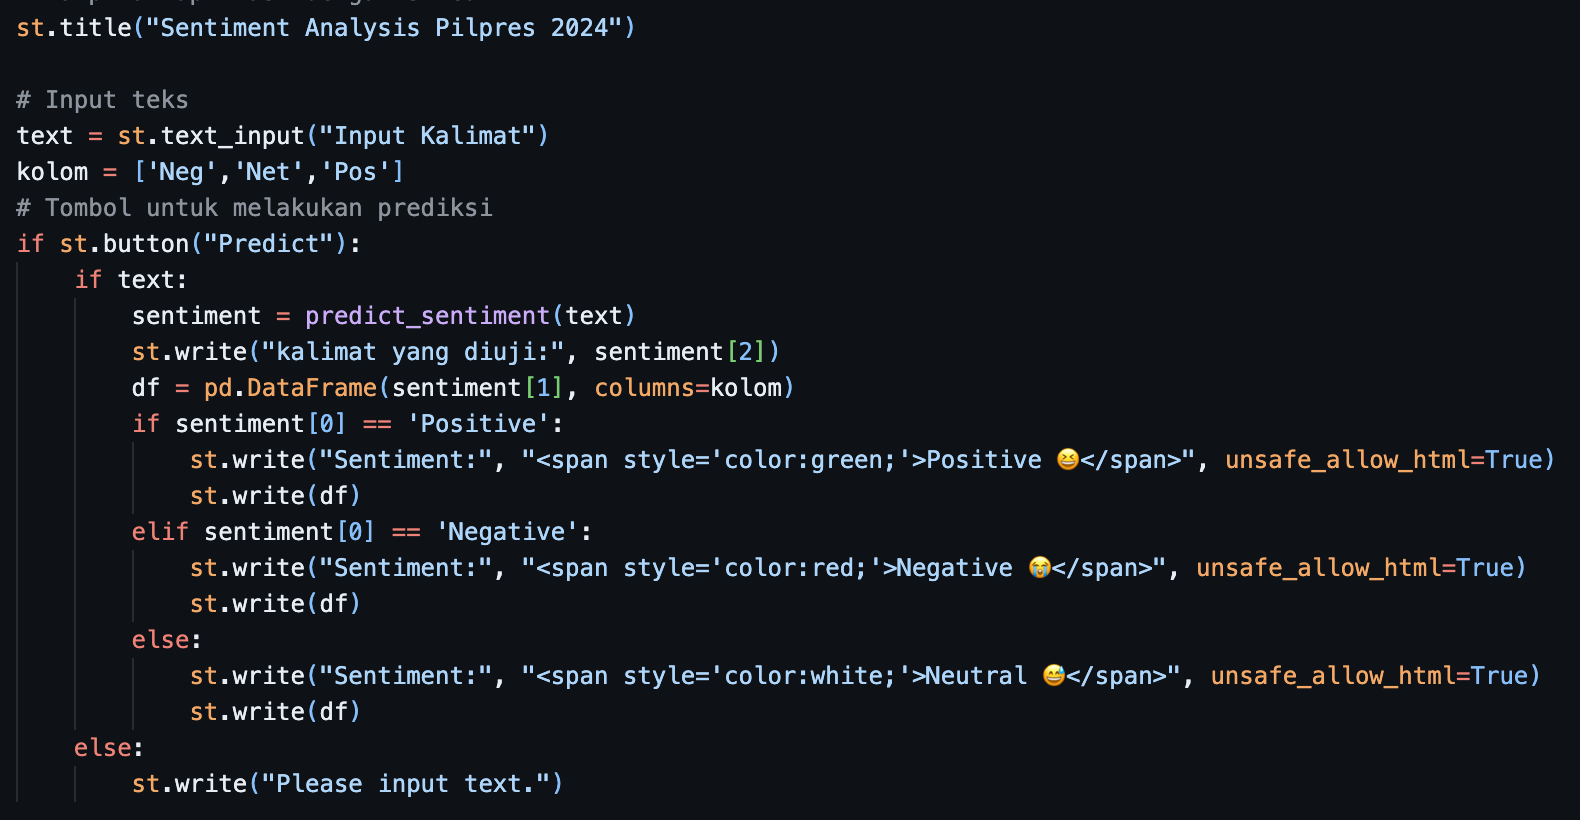 st.title("Sentiment Analysis Pilpres 2024")
# Input teks
text = st.text_input("Input Kalimat")
kolom = ['Neg','Net','Pos']
# Tombol untuk melakukan prediksi
if st.button("Predict"):
    if text:
        sentiment = predict_sentiment(text)
        st.write("kalimat yang diuji:", sentiment[2])
        df = pd.DataFrame(sentiment[1], columns=kolom)
        if sentiment[0] == 'Positive':
            st.write("Sentiment:", "<span style='color:green;'>Positive 😆</span>", unsafe_allow_html=True)
            st.write(df)
        elif sentiment[0] == 'Negative':
            st.write("Sentiment:", "<span style='color:red;'>Negative 😭</span>", unsafe_allow_html=True)
            st.write(df)
        else:
            st.write("Sentiment:", "<span style='color:white;'>Neutral 😅</span>", unsafe_allow_html=True)
            st.write(df)
    else:
        st.write("Please input text.")